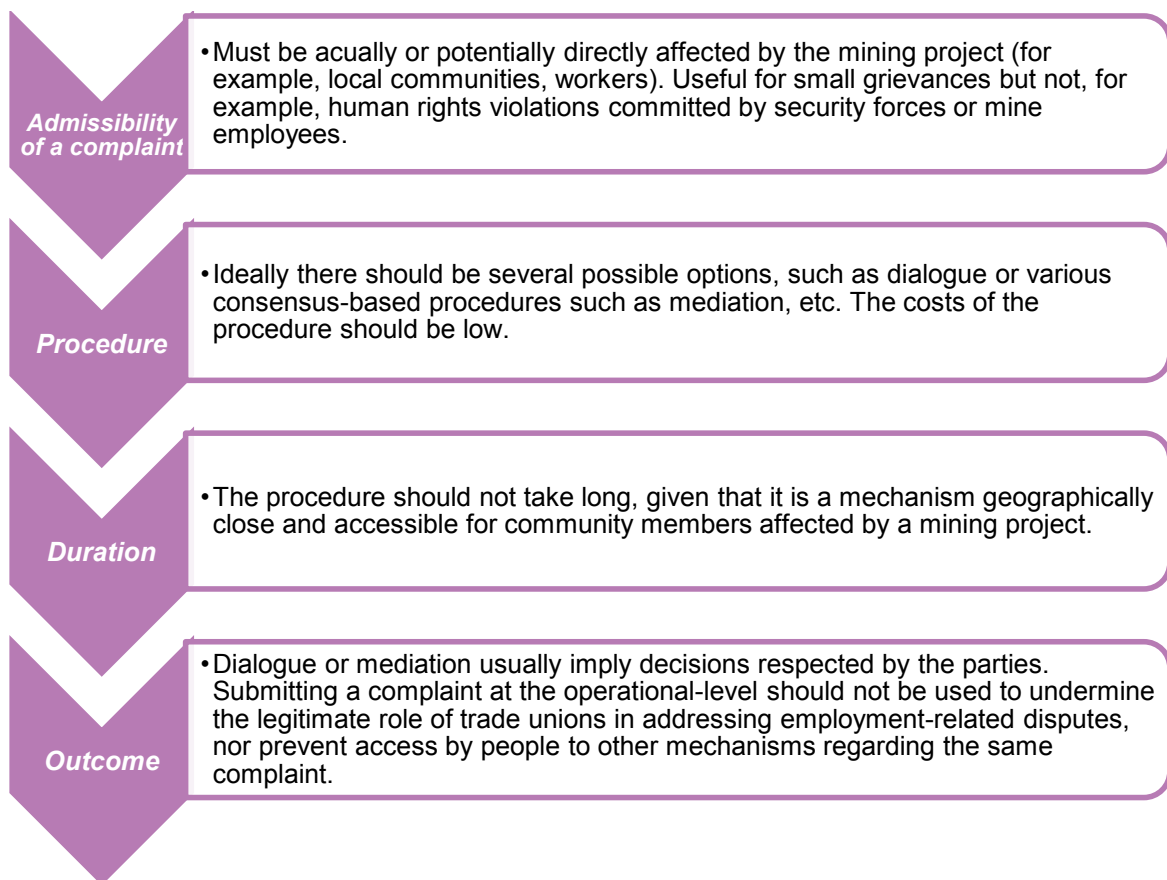 Admissibility
of a complaint
•Must be acually or potentially directly affected by the mining project (for
example, local communities, workers). Useful for small grievances but not, for
example, human rights violations committed by security forces or mine
employees.
Procedure
•Ideally there should be several possible options, such as dialogue or various
consensus-based procedures such as mediation, etc. The costs of the
procedure should be low.
Duration
•The procedure should not take long, given that it is a mechanism geographically
close and accessible for community members affected by a mining project.
Outcome
•Dialogue or mediation usually imply decisions respected by the parties.
Submitting a complaint at the operational-level should not be used to undermine
the legitimate role of trade unions in addressing employment-related disputes,
nor prevent access by people to other mechanisms regarding the same
complaint.